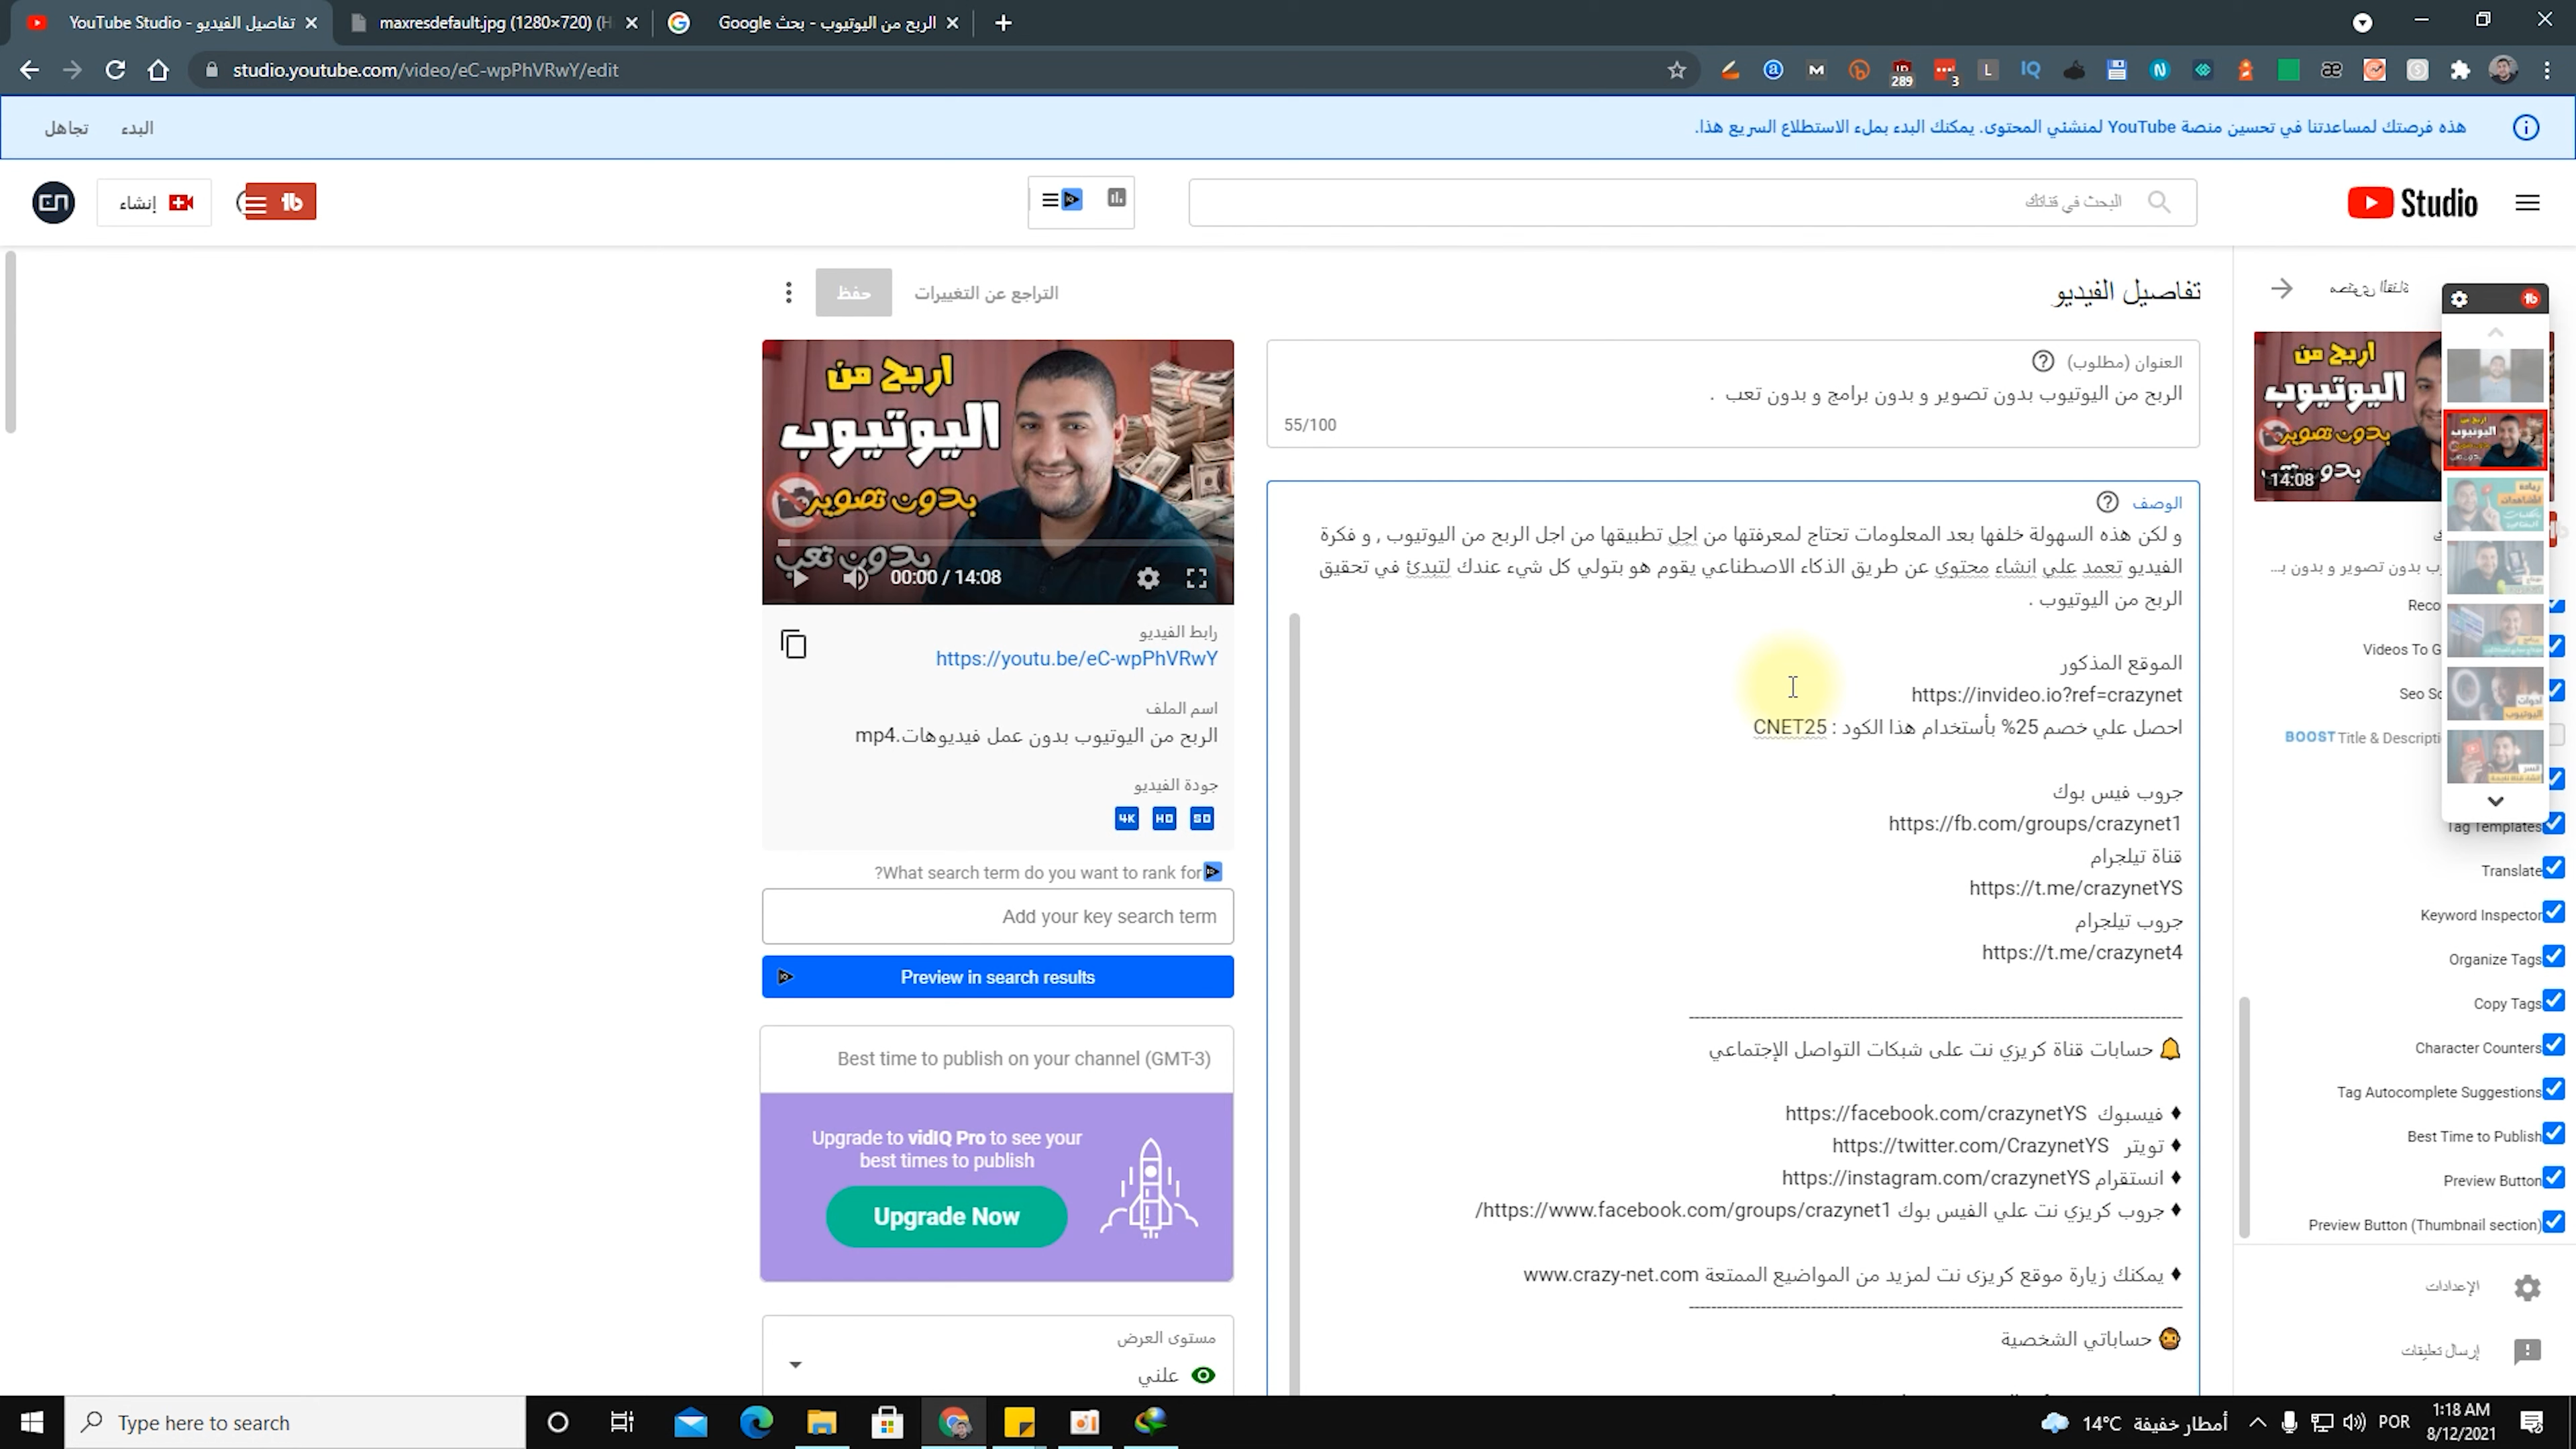 YouTube Studio - تفاصيل الفيديو
maxresdefault.jpg (1280×720) (H
الربح من اليوتيوب - بحث Google
studio.youtube.com/video/eC-wpPhVRwY/edit
289
3
هذه فرصتك لمساعدتنا في تحسين منصة YouTube لمنشئي المحتوى. يمكنك البدء بملء الاستطلاع السريع هذا.
البدء
تجاهل
Studio
البحث في قناتك
إنشاء
تفاصيل الفيديو
التراجع عن التغييرات
حفظ
العنوان (مطلوب)
الربح من اليوتيوب بدون تصوير و بدون برامج و بدون تعب .
55/100
الوصف
و لكن هذه السهولة خلفها بعد المعلومات تحتاج لمعرفتها من اجل تطبيقها من اجل الربح من اليوتيوب , و فكرة
الفيديو تعمد علي انشاء محتوي عن طريق الذكاء الاصطناعي يقوم هو بتولي كل شيء عندك لتبدئ في تحقيق
الربح من اليوتيوب .
الموقع المذكور
https://invideo.io?ref=crazynet
احصل علي خصم 25% بأستخدام هذا الكود : CNET25
جروب فيس بوك
https://fb.com/groups/crazynet1
قناة تيلجرام
https://t.me/crazynetYS
جروب تيلجرام
https://t.me/crazynet4
🔔 حسابات قناة كريزي نت على شبكات التواصل الإجتماعي
♦ فيسبوك https://facebook.com/crazynetYS
♦ تويتر https://twitter.com/CrazynetYS
♦ انستقرام https://instagram.com/crazynetYS
♦ جروب كريزي نت علي الفيس بوك https://www.facebook.com/groups/crazynet1/
♦ يمكنك زيارة موقع كريزى نت لمزيد من المواضيع الممتعة www.crazy-net.com
🐵 حساباتي الشخصية
اربح من
اليوتيوب
بدون تصوير
بدون تعب
00:00 / 14:08
رابط الفيديو
https://youtu.be/eC-wpPhVRwY
اسم الملف
الربح من اليوتيوب بدون عمل فيديوهات.mp4
جودة الفيديو
4K HD SD
What search term do you want to rank for?
Add your key search term
Preview in search results
Best time to publish on your channel (GMT-3)
Upgrade to vidIQ Pro to see your
best times to publish
Upgrade Now
مستوى العرض
علني
اربح من
اليوتيوب
بدون تصوير
14:08
ب بدون تصوير و بدون بـ...
Reco
Videos To G
Seo Sc
BOOST Title & Descripti
Tag Templates
Translate
Keyword Inspector
Organize Tags
Copy Tags
Character Counters
Tag Autocomplete Suggestions
Best Time to Publish
Preview Button
Preview Button (Thumbnail section)
الإعدادات
إرسال تعليقات
Type here to search
14°C أمطار خفيفة
POR
1:18 AM
8/12/2021